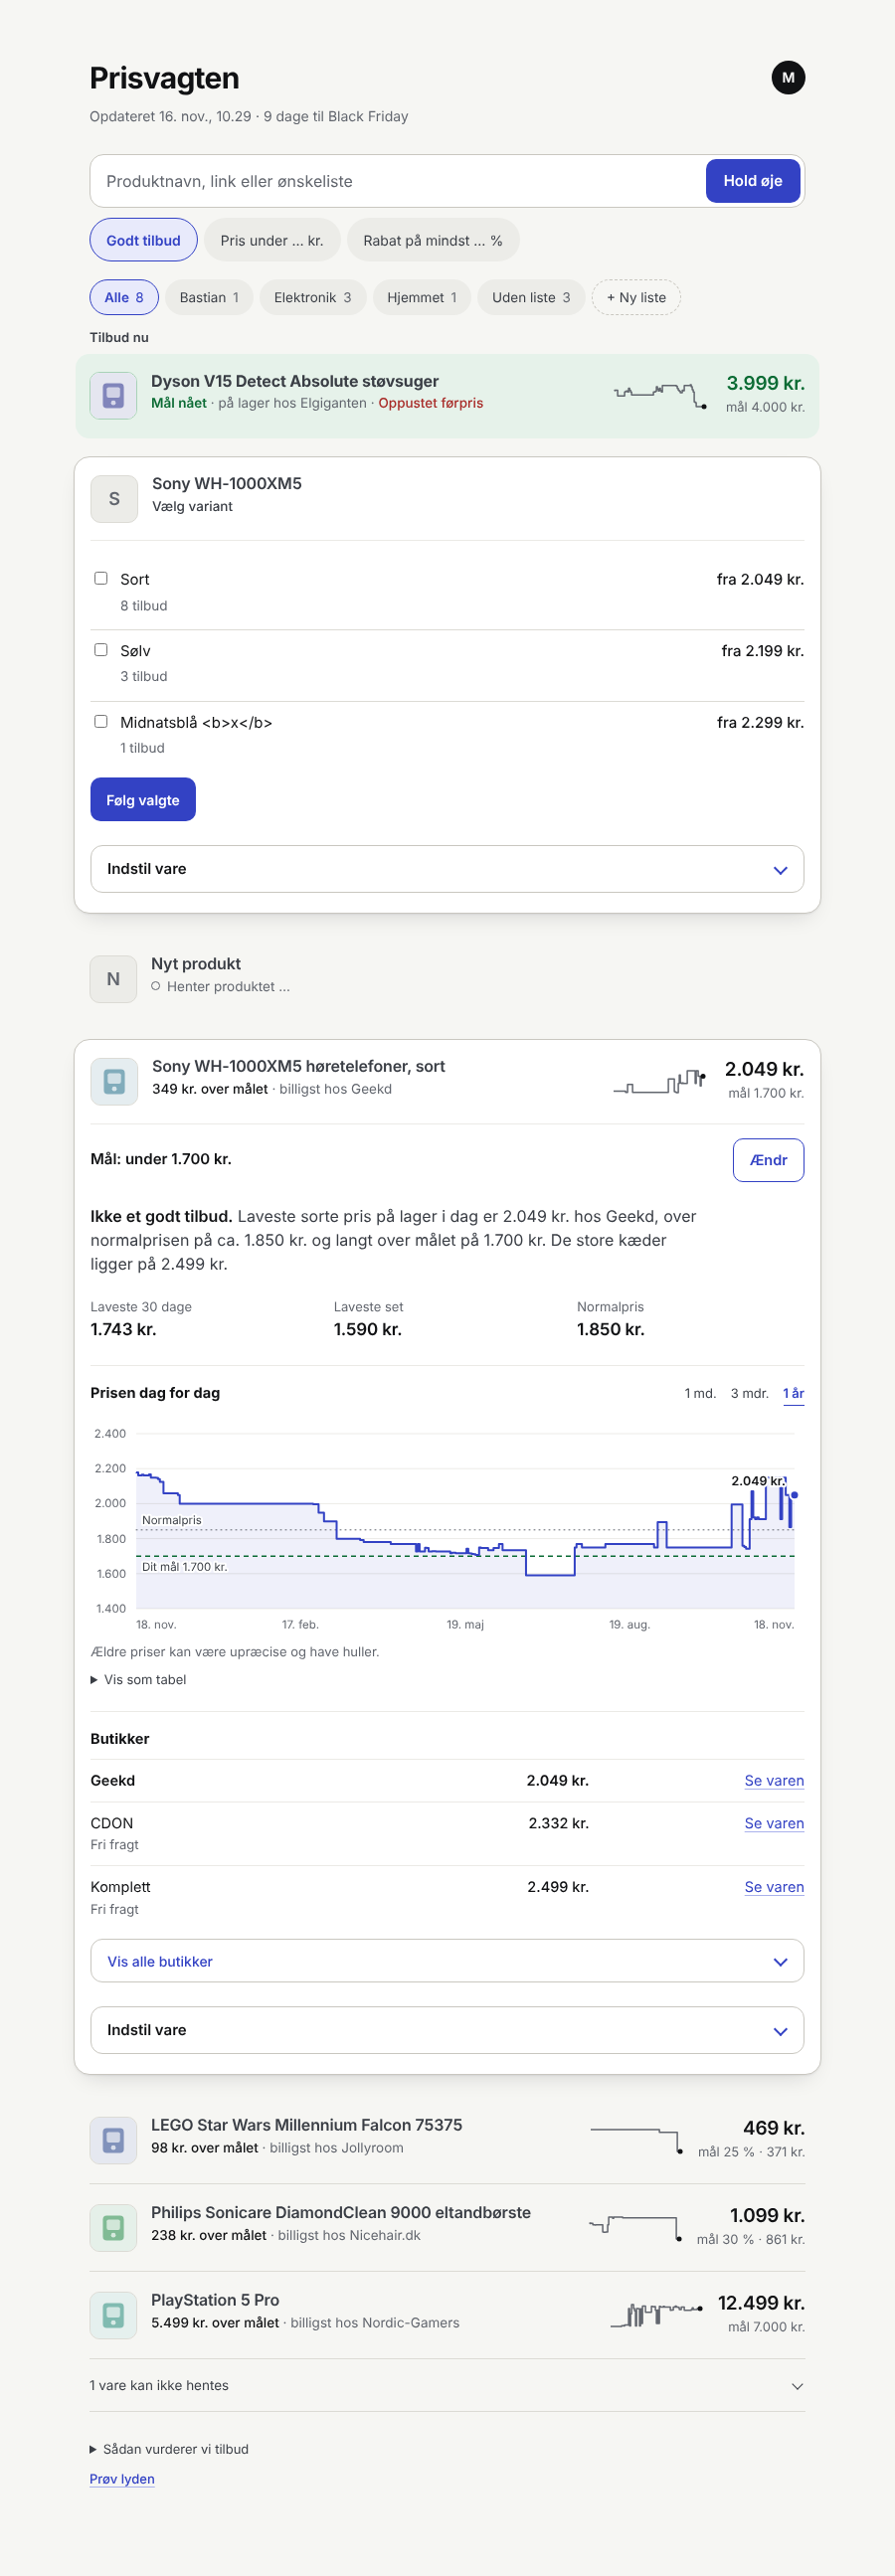 Prisvagten
M
Opdateret 16. nov., 10.29 · 9 dage til Black Friday
Produktnavn, link eller ønskeliste
Hold øje
Godt tilbud
Pris under ... kr.
Rabat på mindst ... %
Alle 8
Bastian 1
Elektronik 3
Hjemmet 1
Uden liste 3
+ Ny liste
Tilbud nu
Dyson V15 Detect Absolute støvsuger
3.999 kr.
Mål nået · på lager hos Elgiganten · Oppustet førpris
mål 4.000 kr.
S
Sony WH-1000XM5
Vælg variant
Sort
fra 2.049 kr.
8 tilbud
Sølv
fra 2.199 kr.
3 tilbud
Midnatsblå <b>x</b>
fra 2.299 kr.
1 tilbud
Følg valgte
Indstil vare
N
Nyt produkt
Henter produktet ...
Sony WH-1000XM5 høretelefoner, sort
2.049 kr.
349 kr. over målet · billigst hos Geekd
mål 1.700 kr.
Mål: under 1.700 kr.
Ændr
Ikke et godt tilbud. Laveste sorte pris på lager i dag er 2.049 kr. hos Geekd, over
normalprisen på ca. 1.850 kr. og langt over målet på 1.700 kr. De store kæder
ligger på 2.499 kr.
Laveste 30 dage
Laveste set
Normalpris
1.743 kr.
1.590 kr.
1.850 kr.
Prisen dag for dag
1 md.
3 mdr.
1 år
2.400
2.200
2.049 kr.
2.000
Normalpris
1.800
Dit mål 1.700 kr.
1.600
1.400
18. nov.
17. feb.
19. maj
19. aug.
18. nov.
Ældre priser kan være upræcise og have huller.
Vis som tabel
Butikker
Geekd
2.049 kr.
Se varen
CDON
2.332 kr.
Se varen
Fri fragt
Komplett
2.499 kr.
Se varen
Fri fragt
Vis alle butikker
Indstil vare
LEGO Star Wars Millennium Falcon 75375
469 kr.
98 kr. over målet · billigst hos Jollyroom
mål 25 % · 371 kr.
Philips Sonicare DiamondClean 9000 eltandbørste
1.099 kr.
238 kr. over målet · billigst hos Nicehair.dk
mål 30 % · 861 kr.
PlayStation 5 Pro
12.499 kr.
5.499 kr. over målet · billigst hos Nordic-Gamers
mål 7.000 kr.
1 vare kan ikke hentes
Sådan vurderer vi tilbud
Prøv lyden